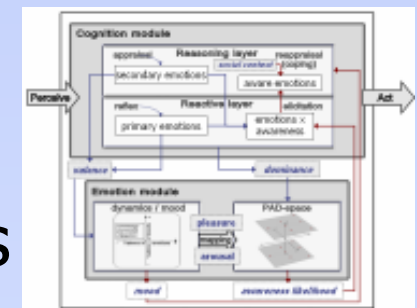 Cognition module
appraisal Reasoning layer reappraisal
social context (coping)
secondary emotions
aware emotions
Perceive
Act
reflex Reactive layer elicitation
primary emotions
emotions x
awareness
valence dominance
Emotion module
dynamics / mood PAD-space
pleasure
mapping
arousal
S
mood awareness likelihood